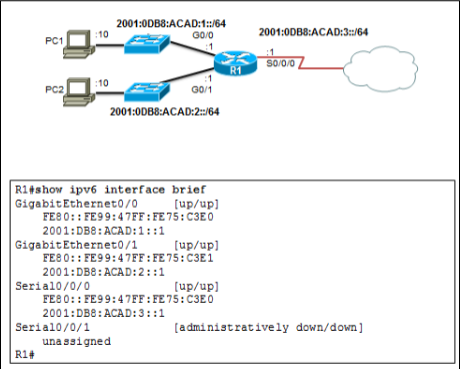 2001:0DB8:ACAD:1::/64
2001:0DB8:ACAD:3::/64
PC1
:10
G0/0
:1
:1
R1
S0/0/0
PC2
:10
:1
G0/1
2001:0DB8:ACAD:2::/64
R1#show ipv6 interface brief
GigabitEthernet0/0 [up/up]
FE80::FE99:47FF:FE75:C3E0
2001:DB8:ACAD:1::1
GigabitEthernet0/1 [up/up]
FE80::FE99:47FF:FE75:C3E1
2001:DB8:ACAD:2::1
Serial0/0/0 [up/up]
FE80::FE99:47FF:FE75:C3E0
2001:DB8:ACAD:3::1
Serial0/0/1 [administratively down/down]
unassigned
R1#